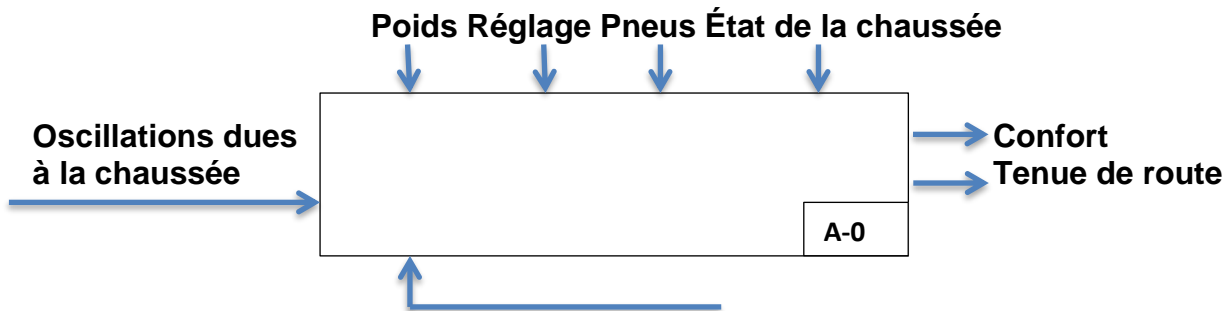 Poids Réglage Pneus État de la chaussée
Oscillations dues
à la chaussée
Confort
Tenue de route
A-0